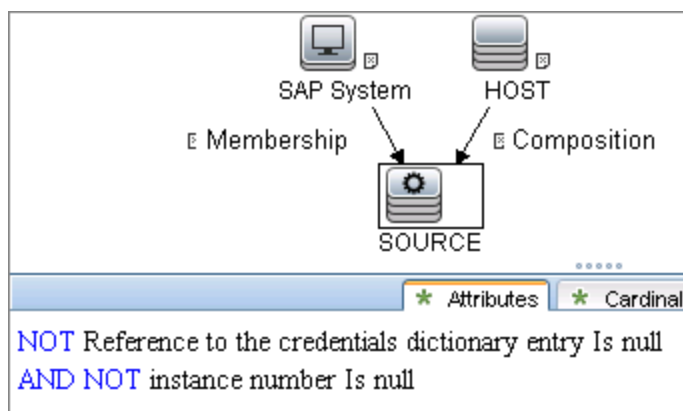 SAP System HOST
Membership Composition
SOURCE
Attributes Cardinal
NOT Reference to the credentials dictionary entry Is null
AND NOT instance number Is null